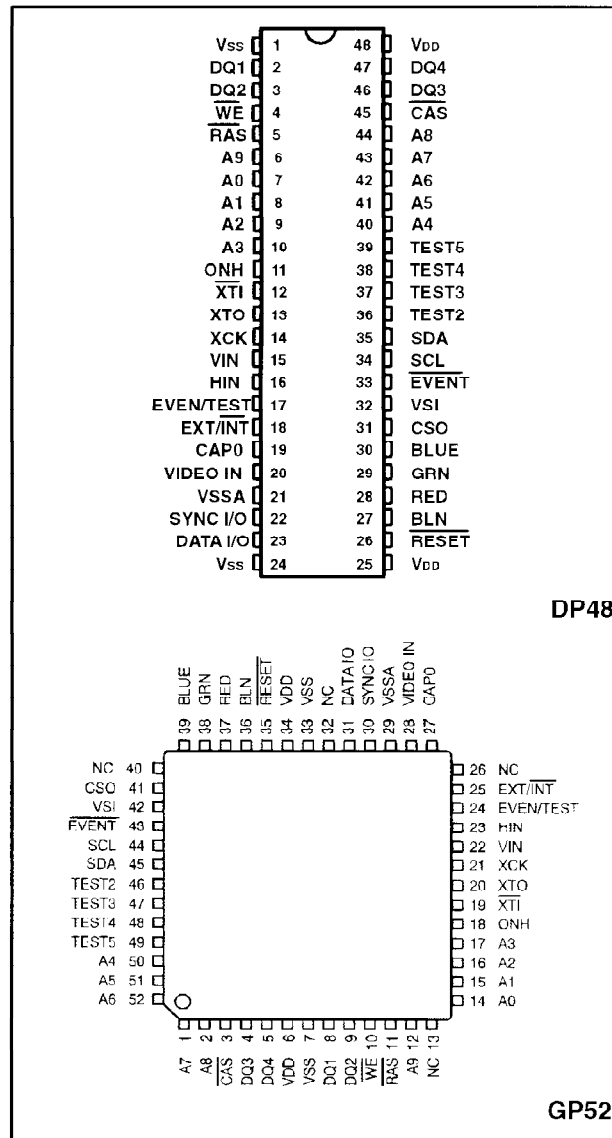 Vss 1 48 VDD
DQ1 2 47 DQ4
DQ2 3 46 DQ3
WE 4 45 CAS
RAS 5 44 A8
A9 6 43 A7
A0 7 42 A6
A1 8 41 A5
A2 9 40 A4
A3 10 39 TEST5
ONH 11 38 TEST4
XTI 12 37 TEST3
XTO 13 36 TEST2
XCK 14 35 SDA
VIN 15 34 SCL
HIN 16 33 EVENT
EVEN/TEST 17 32 VSI
EXT/INT 18 31 CSO
CAP0 19 30 BLUE
VIDEO IN 20 29 GRN
VSSA 21 28 RED
SYNC I/O 22 27 BLN
DATA I/O 23 26 RESET
Vss 24 25 VDD
DP48
39 BLUE
38 GRN
37 RED
36 BLN
35 RESET
34 VDD
33 VSS
32 NC
31 DATA IO
30 SYNC IO
29 VSSA
28 VIDEO IN
27 CAP0
NC 40
CSO 41
VSI 42
EVENT 43
SCL 44
SDA 45
TEST2 46
TEST3 47
TEST4 48
TEST5 49
A4 50
A5 51
A6 52
26 NC
25 EXT/INT
24 EVEN/TEST
23 HIN
22 VIN
21 XCK
20 XTO
19 XTI
18 ONH
17 A3
16 A2
15 A1
14 A0
A7 1
A8 2
CAS 3
DQ3 4
DQ4 5
VDD 6
VSS 7
DQ1 8
DQ2 9
WE 10
RAS 11
A9 12
NC 13
GP52